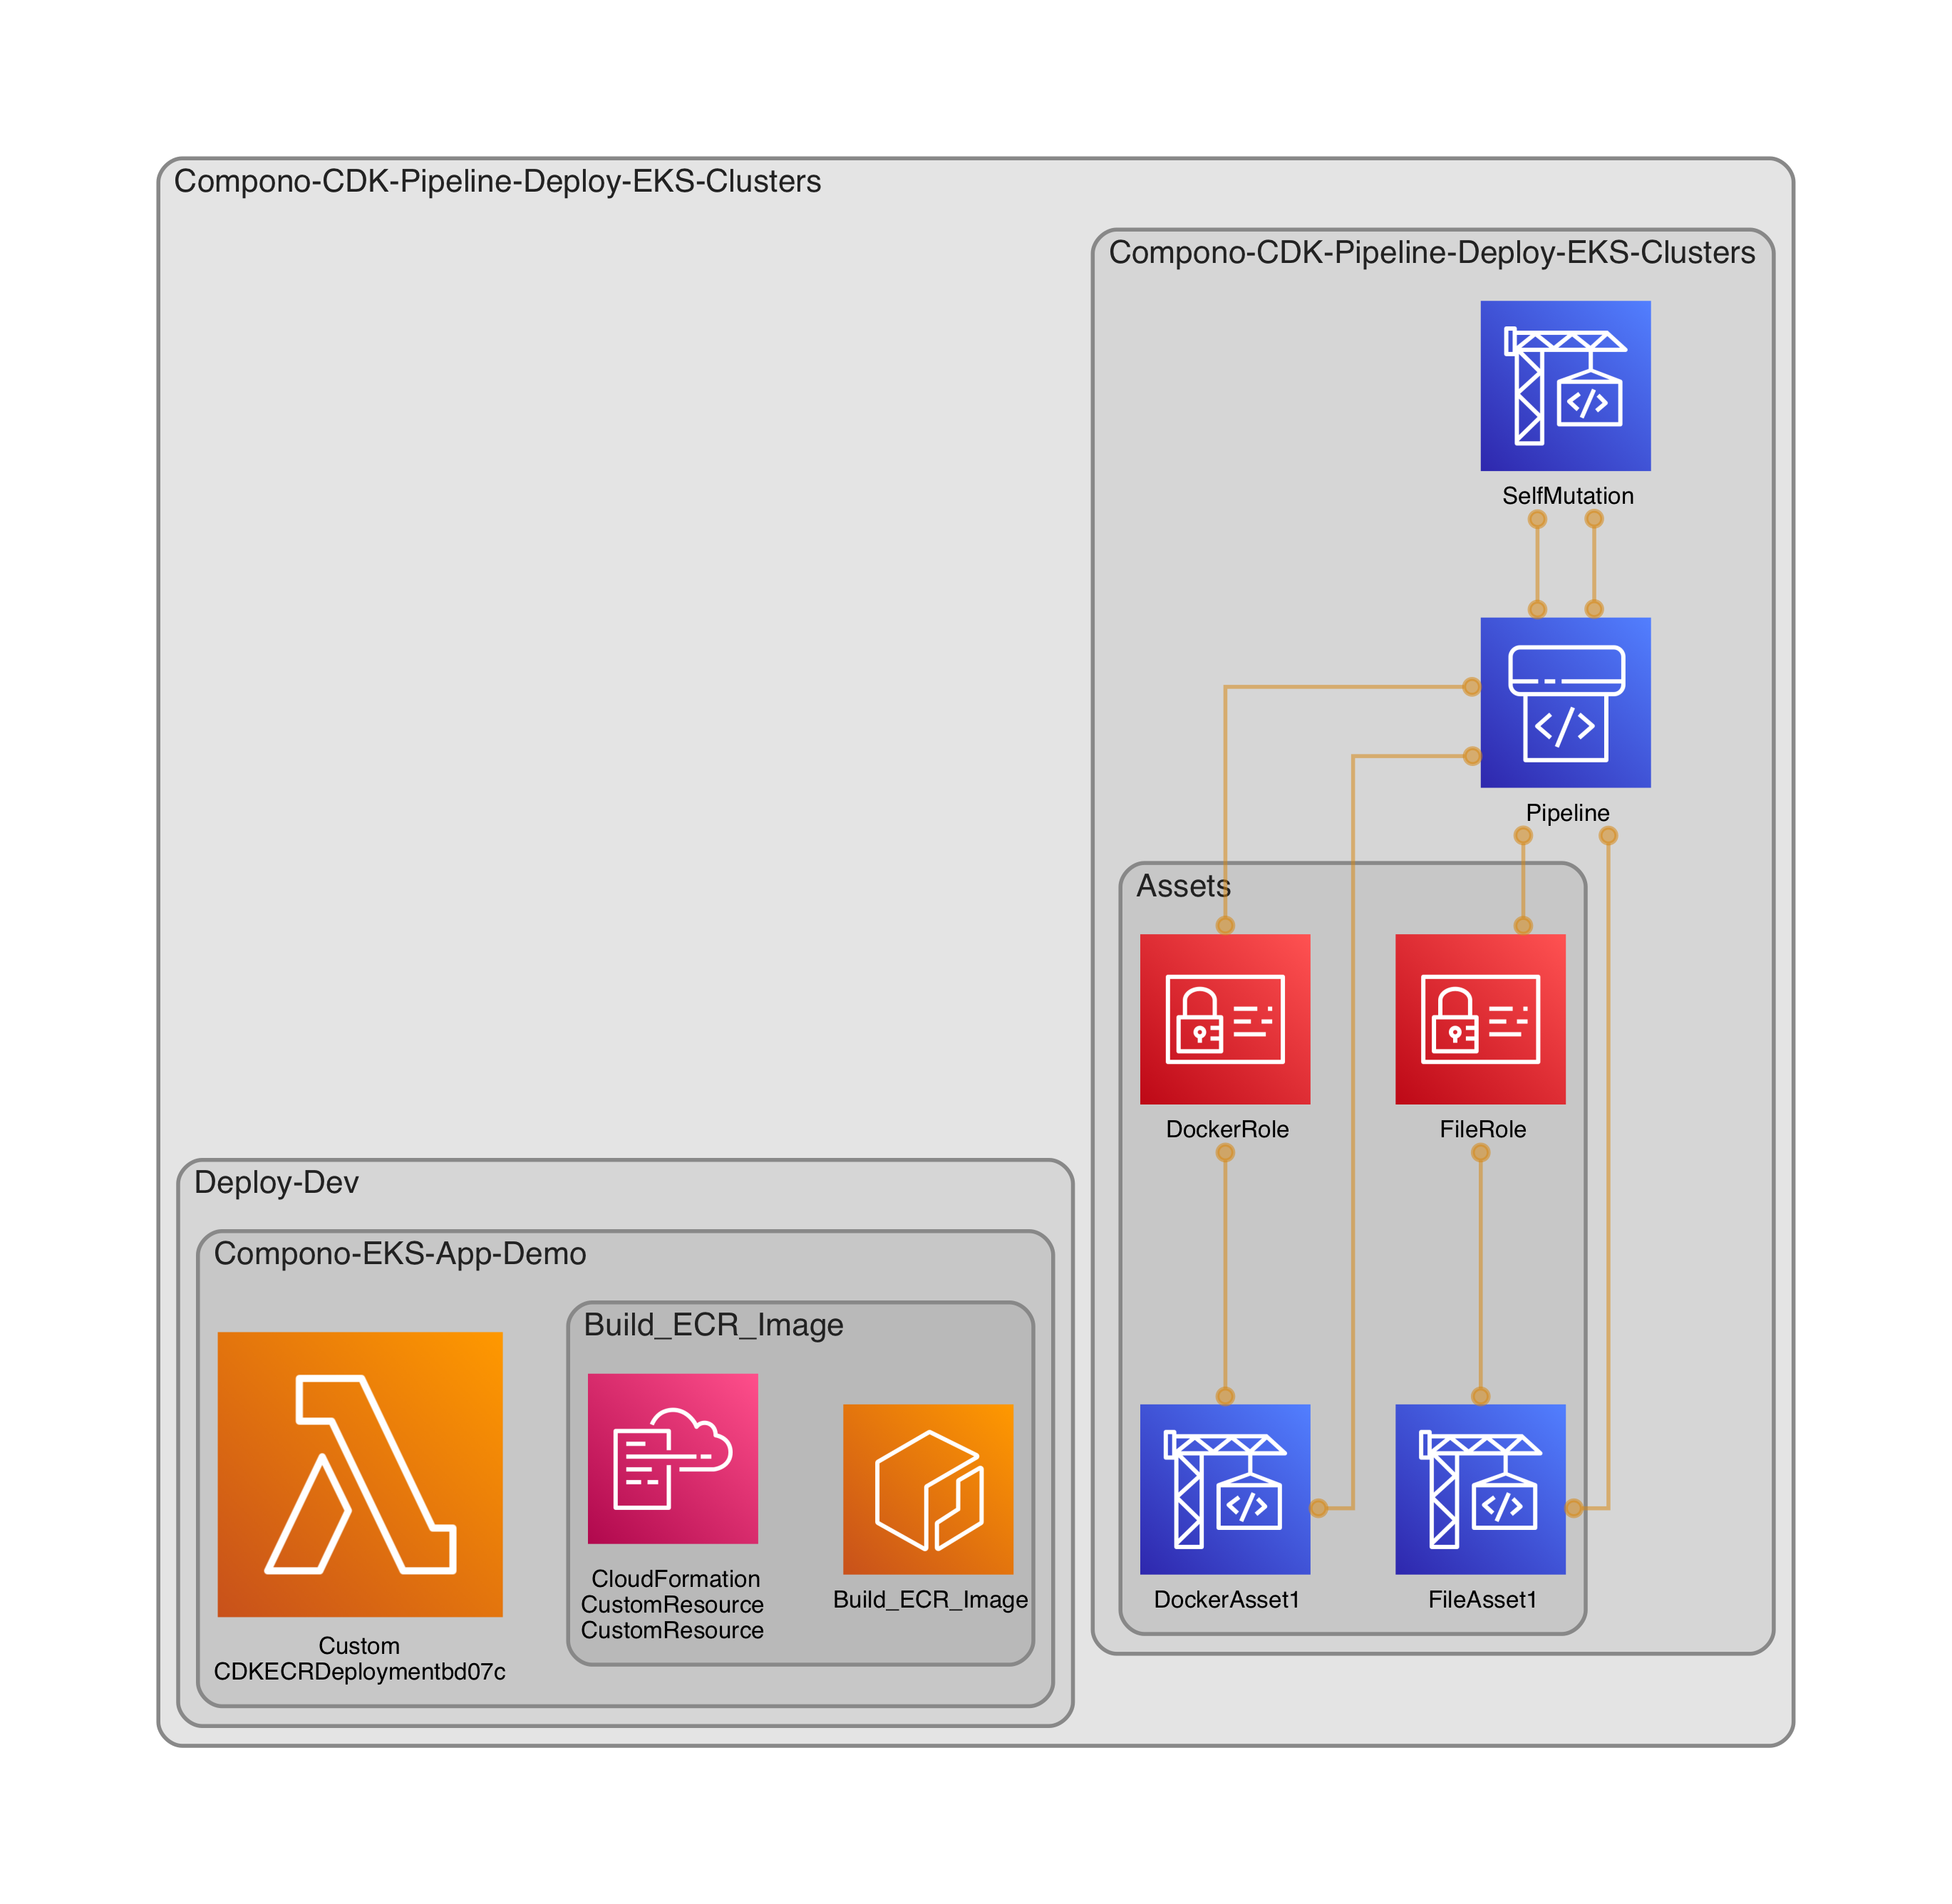 Compono-CDK-Pipeline-Deploy-EKS-Clusters
Compono-CDK-Pipeline-Deploy-EKS-Clusters
SelfMutation
Pipeline
Assets
DockerRole
FileRole
DockerAsset1
FileAsset1
Deploy-Dev
Compono-EKS-App-Demo
Custom
CDKECRDeploymentbd07c
Build_ECR_Image
CloudFormation
CustomResource
CustomResource
Build_ECR_Image